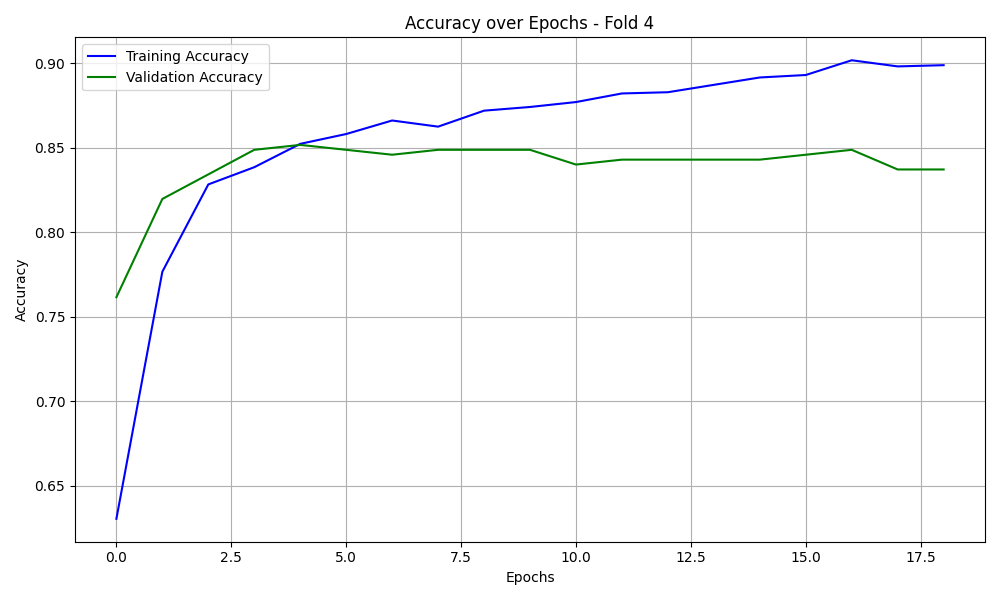 Accuracy over Epochs - Fold 4
Training Accuracy
Validation Accuracy
0.90
0.85
0.80
0.75
0.70
0.65
Accuracy
0.0 2.5 5.0 7.5 10.0 12.5 15.0 17.5
Epochs